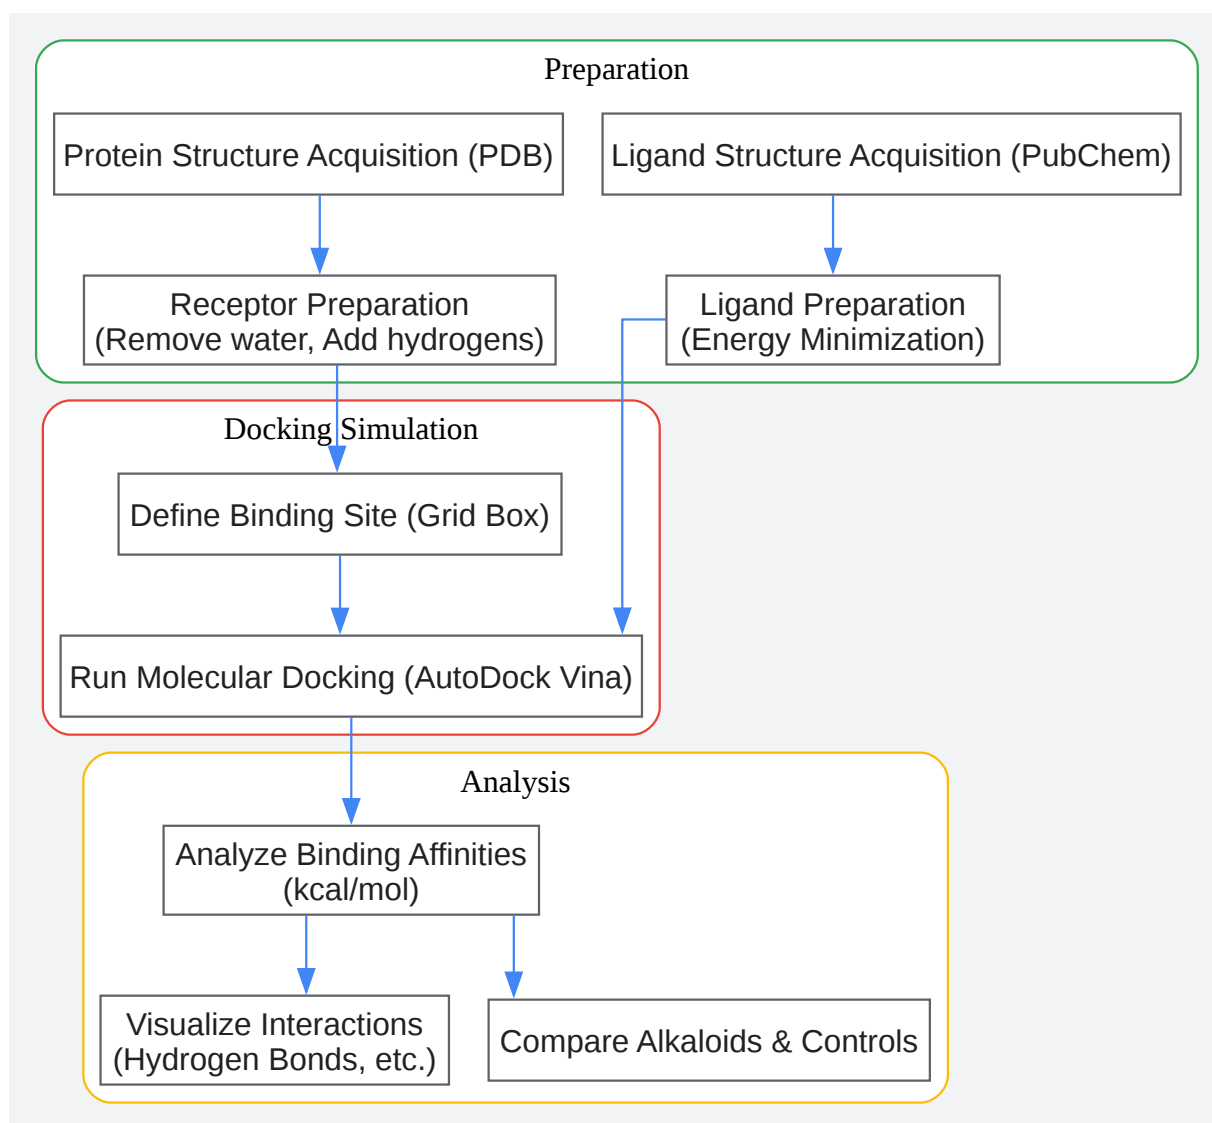 Preparation
Protein Structure Acquisition (PDB)
Ligand Structure Acquisition (PubChem)
Receptor Preparation
(Remove water, Add hydrogens)
Ligand Preparation
(Energy Minimization)
Docking Simulation
Define Binding Site (Grid Box)
Run Molecular Docking (AutoDock Vina)
Analysis
Analyze Binding Affinities
(kcal/mol)
Visualize Interactions
(Hydrogen Bonds, etc.)
Compare Alkaloids & Controls